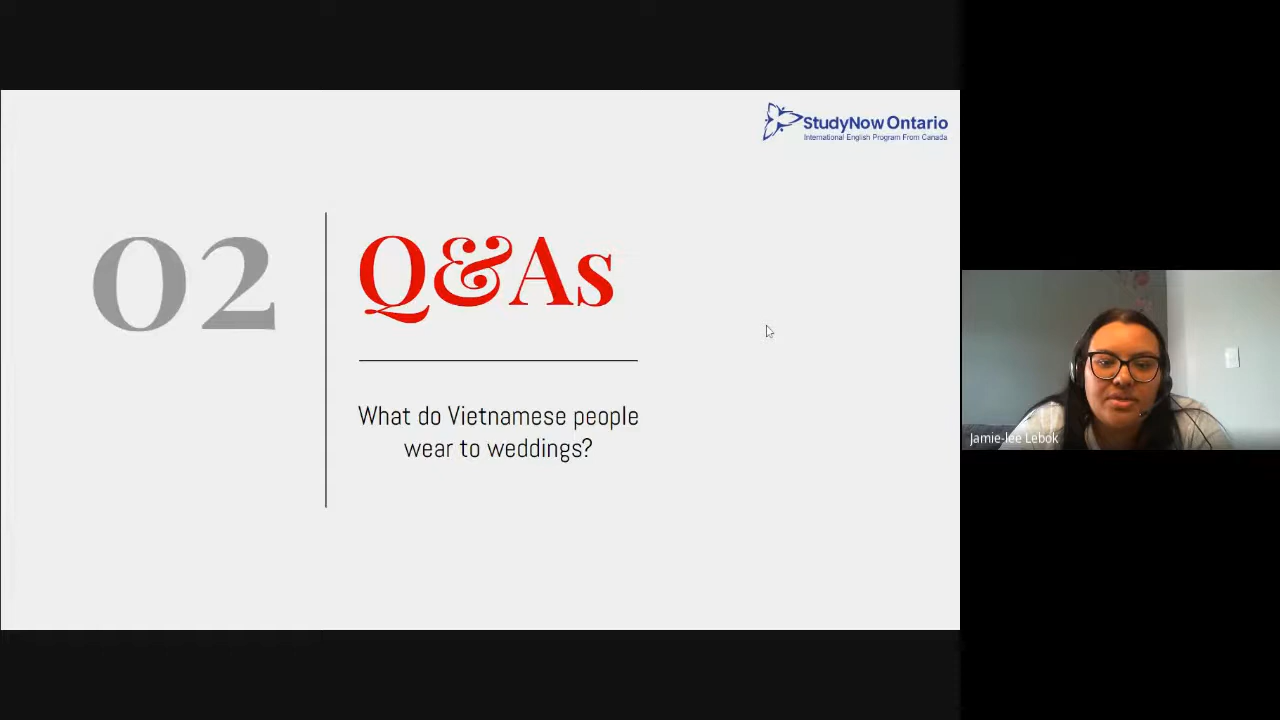 StudyNow Ontario
International English Program From Canada
02
Q&As
What do Vietnamese people
wear to weddings?
Jamie-lee Lebok